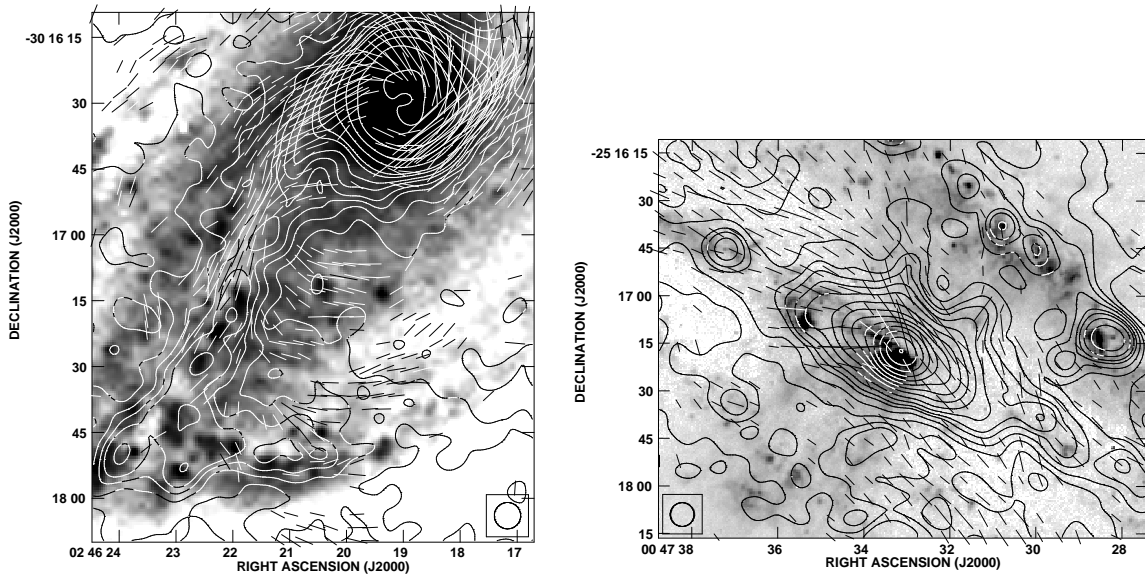 -30 16 15
30
45
17 00
15
30
45
18 00
DECLINATION (J2000)
02 46 24 23 22 21 20 19 18 17
RIGHT ASCENSION (J2000)
-25 16 15
30
45
17 00
15
30
45
18 00
15
DECLINATION (J2000)
00 47 38 36 34 32 30 28
RIGHT ASCENSION (J2000)